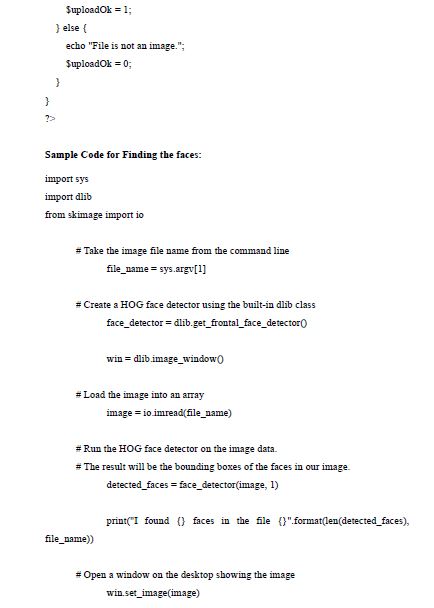 $uploadOk = 1;
} else {
echo "File is not an image.";
$uploadOk = 0;
}
}
?>
Sample Code for Finding the faces:
import sys
import dlib
from skimage import io
# Take the image file name from the command line
file_name = sys.argv[1]
# Create a HOG face detector using the built-in dlib class
face_detector = dlib.get_frontal_face_detector()
win = dlib.image_window()
# Load the image into an array
image = io.imread(file_name)
# Run the HOG face detector on the image data.
# The result will be the bounding boxes of the faces in our image.
detected_faces = face_detector(image, 1)
print("I found {} faces in the file {}".format(len(detected_faces),
file_name))
# Open a window on the desktop showing the image
win.set_image(image)